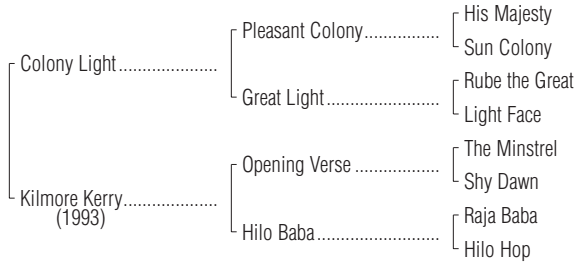 Colony Light....................
Kilmore Kerry...................
(1993)
Pleasant Colony...............
Great Light.......................
Opening Verse .................
Hilo Baba.........................
His Majesty
Sun Colony
Rube the Great
Light Face
The Minstrel
Shy Dawn
Raja Baba
Hilo Hop